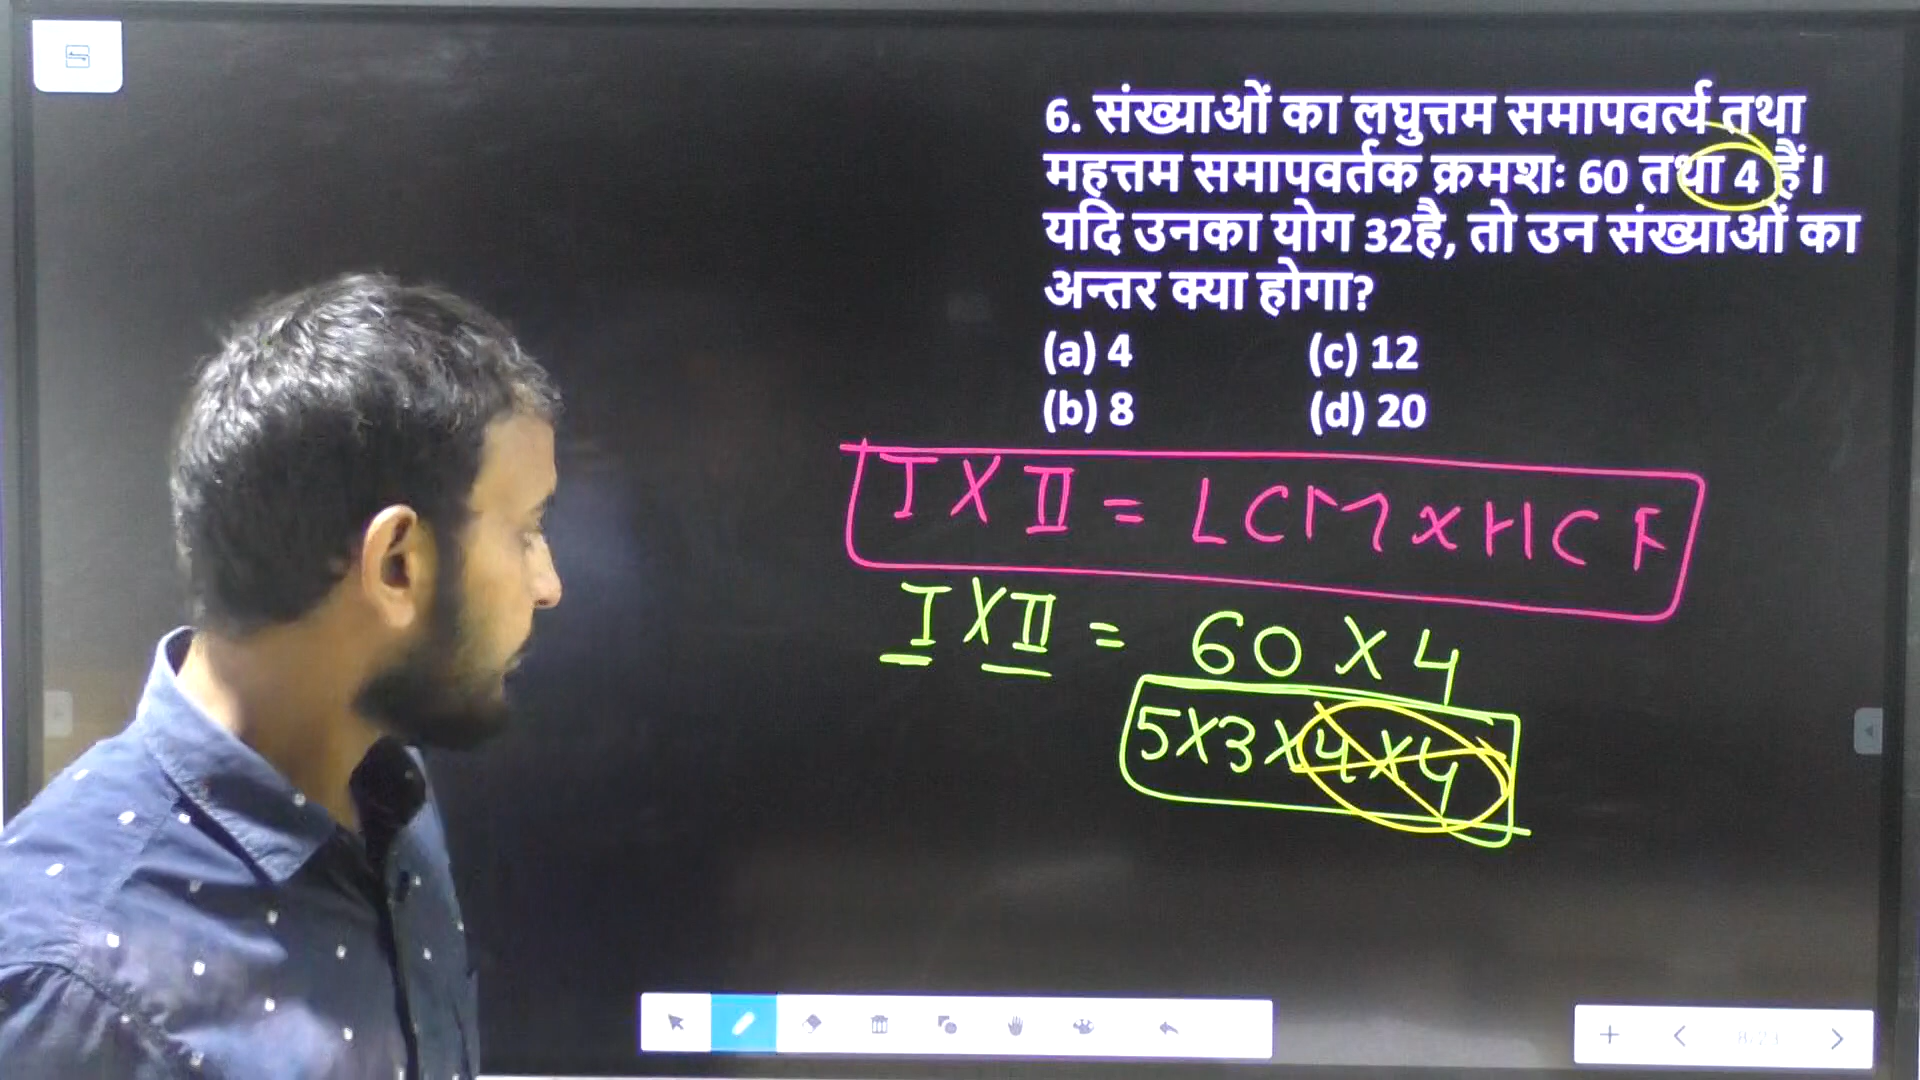 6. संख्याओं का लघुत्तम समापवर्त्य तथा
महत्तम समापवर्तक क्रमशः 60 तथा 4 हैं।
यदि उनका योग 32है, तो उन संख्याओं का
अन्तर क्या होगा?
(a) 4 (c) 12
(b) 8 (d) 20
I X II = LCM x HCF
I X II = 60 X 4
5X3X4X4